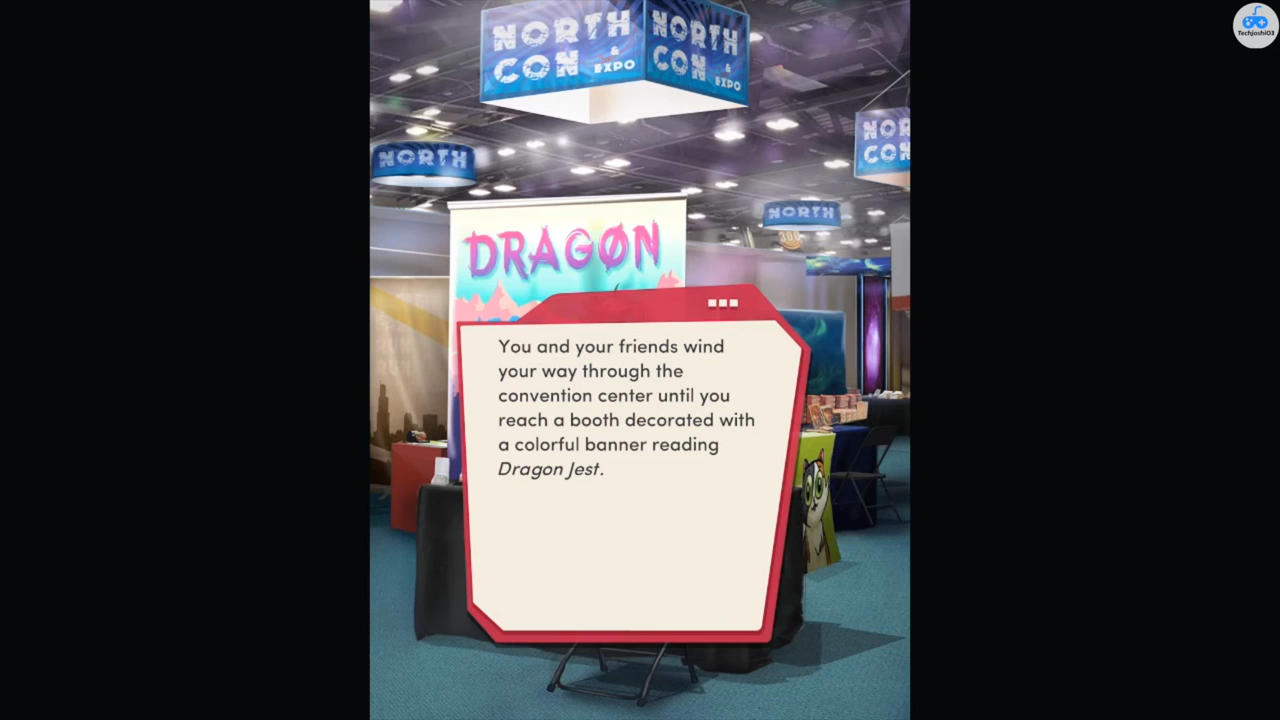 NORTH
CON
&
EXPO
NORTH
CON
&
EXPO
NORTH
NOR
CON
NORTH
DRAGON
You and your friends wind
your way through the
convention center until you
reach a booth decorated with
a colorful banner reading
Dragon Jest.
Techjoshi03